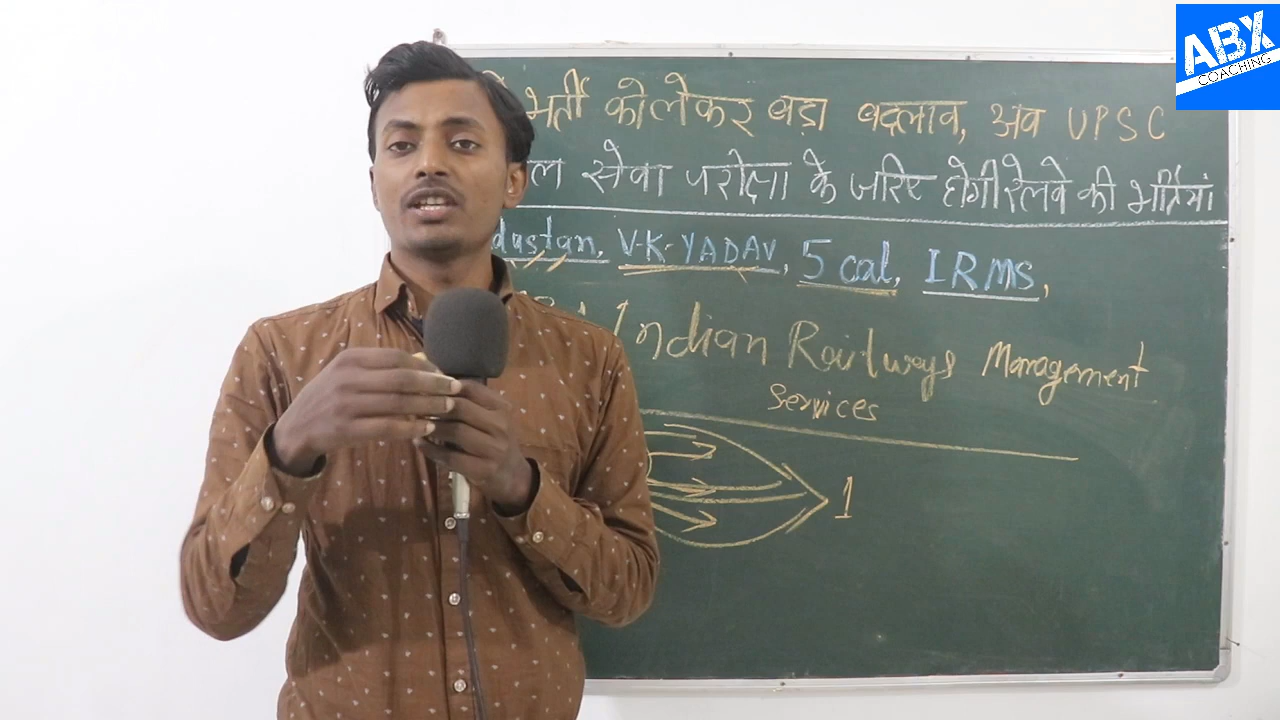 ABX
COACHING
भर्ती को लेकर बड़ा बदलाव, अब UPSC
सेवा परीक्षा के जरिए होगी रेलवे की भर्तियां
dustan, V.K. YADAV, 5 cal, IRMS,
Indian Railways Management
Services
1